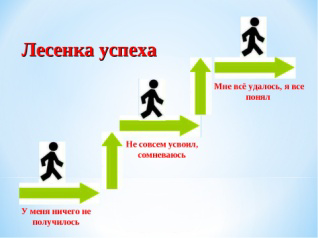 Лесенка успеха
Мне всё удалось, я все
понял
Не совсем усвоил,
сомневаюсь
У меня ничего не
получилось